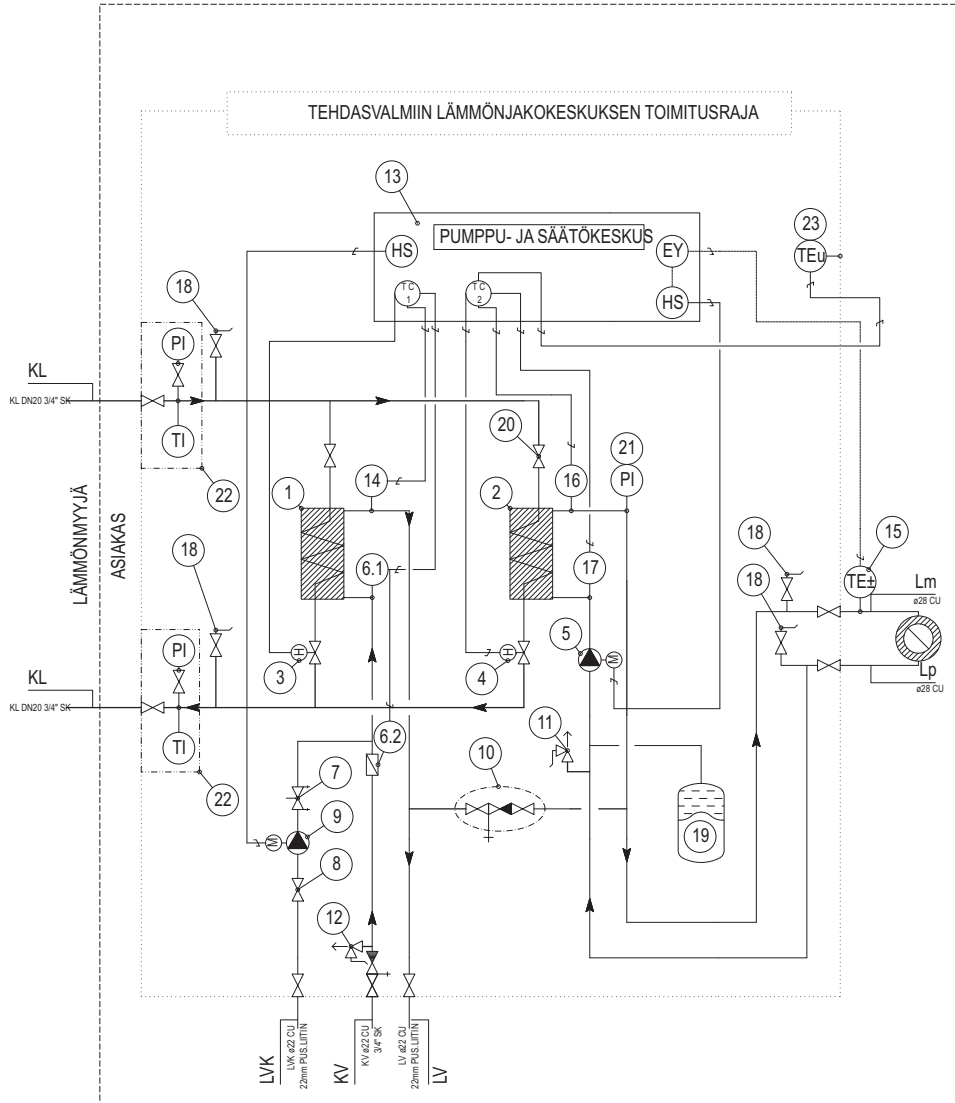 TEHDASVALMIIN LÄMMÖNJAKOKESKUKSEN TOIMITUSRAJA
13
23
PUMPPU- JA SÄÄTÖKESKUS
HS
EY
TEu
TC
1
TC
2
HS
18
PI
KL
KL DN20 3/4" SK
TI
22
20
21
1
14
2
16
PI
LÄMMÖNMYYJÄ
ASIAKAS
18
6.1
17
18
18
15
TE±
Lm
ø28 CU
PI
H
3
H
4
5
M
Lp
ø28 CU
KL
KL DN20 3/4" SK
TI
22
6.2
11
10
7
9
M
19
8
12
LVK
LVK ø22 CU
22mm PUS.LIITIN
KV
KV ø22 CU
3/4" SK
LV ø22 CU
22mm PUS.LIITIN
LV